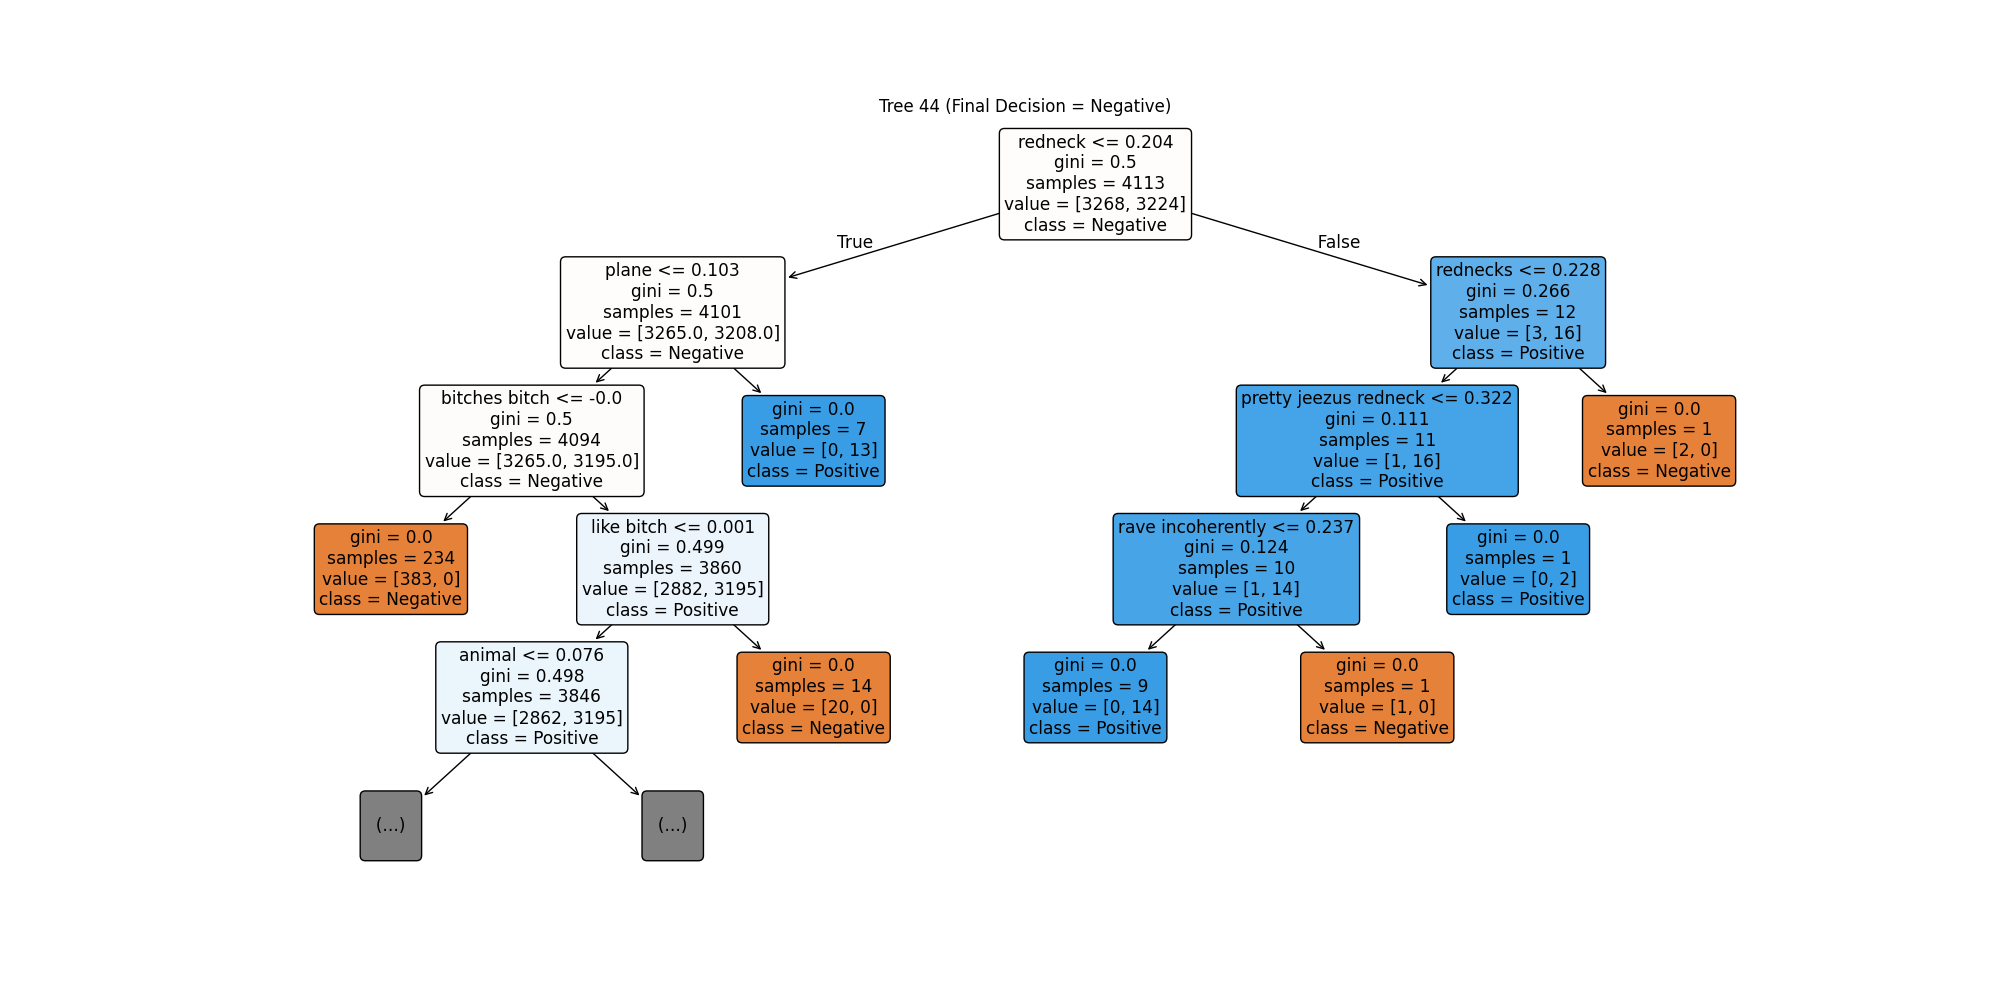 Tree 44 (Final Decision = Negative)
redneck <= 0.204
gini = 0.5
samples = 4113
value = [3268, 3224]
class = Negative
True
False
plane <= 0.103
gini = 0.5
samples = 4101
value = [3265.0, 3208.0]
class = Negative
rednecks <= 0.228
gini = 0.266
samples = 12
value = [3, 16]
class = Positive
bitches bitch <= -0.0
gini = 0.5
samples = 4094
value = [3265.0, 3195.0]
class = Negative
gini = 0.0
samples = 7
value = [0, 13]
class = Positive
pretty jeezus redneck <= 0.322
gini = 0.111
samples = 11
value = [1, 16]
class = Positive
gini = 0.0
samples = 1
value = [2, 0]
class = Negative
gini = 0.0
samples = 234
value = [383, 0]
class = Negative
like bitch <= 0.001
gini = 0.499
samples = 3860
value = [2882, 3195]
class = Positive
rave incoherently <= 0.237
gini = 0.124
samples = 10
value = [1, 14]
class = Positive
gini = 0.0
samples = 1
value = [0, 2]
class = Positive
animal <= 0.076
gini = 0.498
samples = 3846
value = [2862, 3195]
class = Positive
gini = 0.0
samples = 14
value = [20, 0]
class = Negative
gini = 0.0
samples = 9
value = [0, 14]
class = Positive
gini = 0.0
samples = 1
value = [1, 0]
class = Negative
(...)
(...)